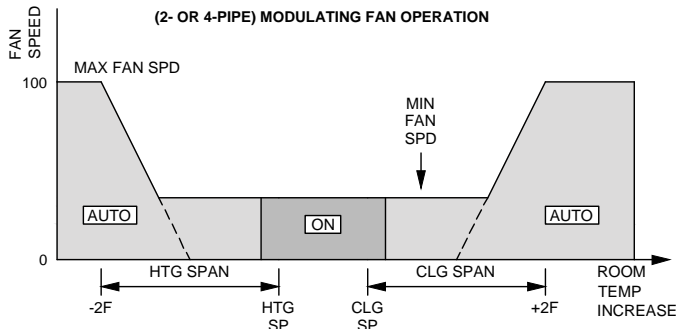 (2- OR 4-PIPE) MODULATING FAN OPERATION
FAN
SPEED
MAX FAN SPD
100
MIN
FAN
SPD
AUTO
ON
AUTO
0
HTG SPAN
CLG SPAN
ROOM
TEMP
INCREASE
-2F
HTG
SP
CLG
SP
+2F